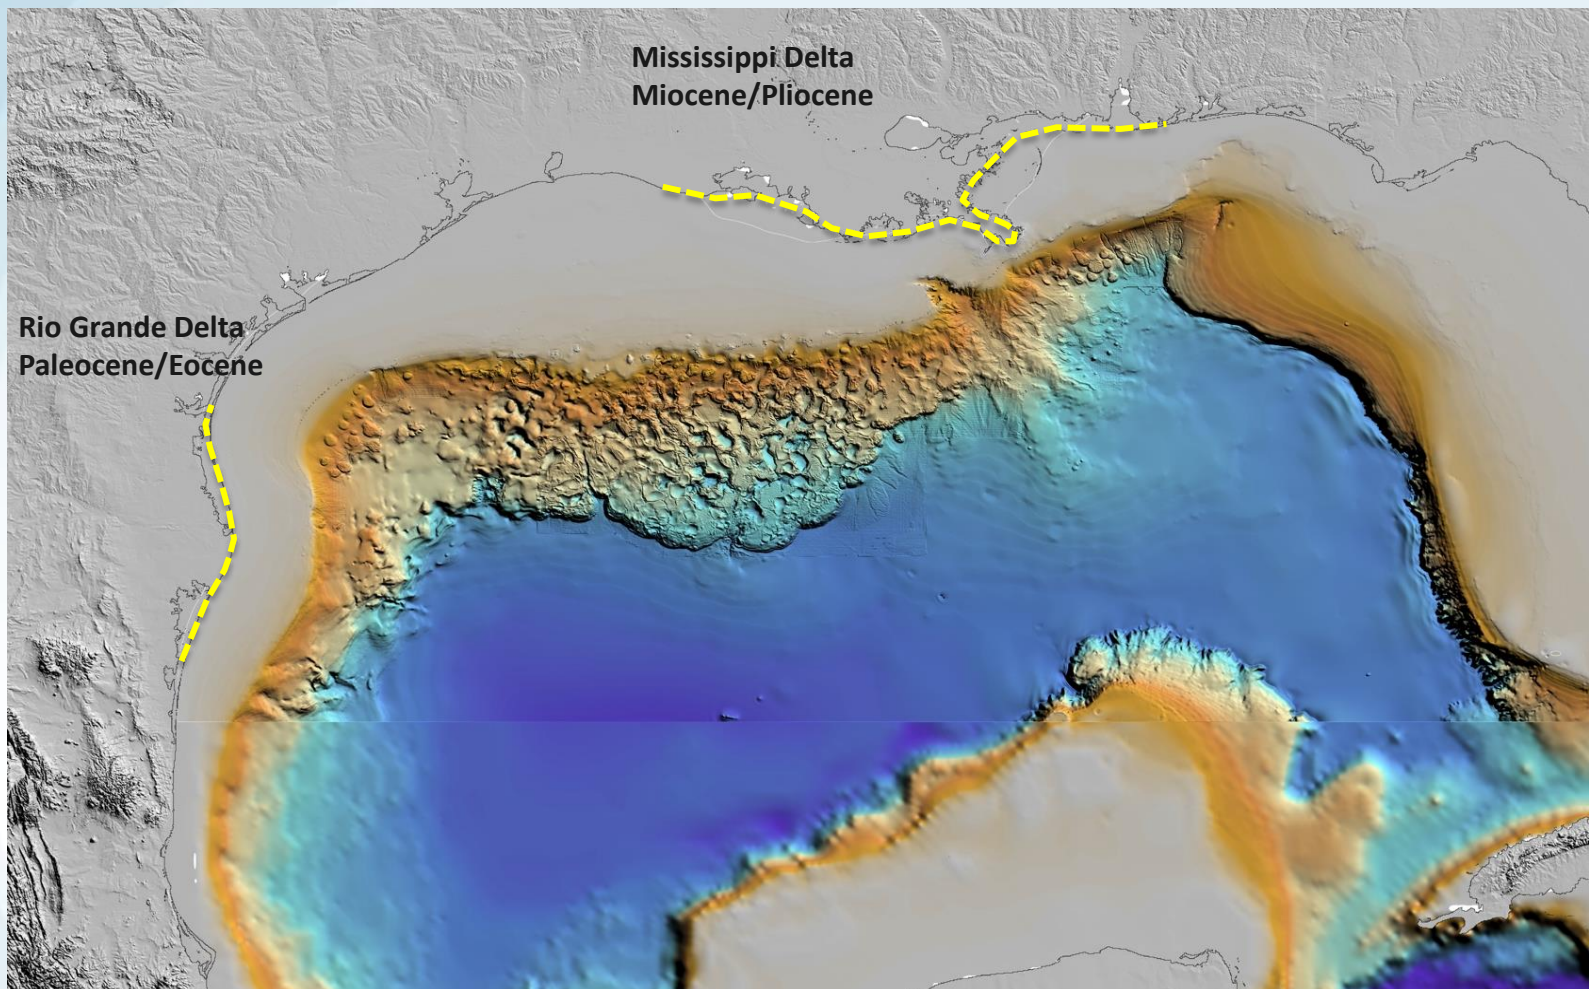 Mississippi Delta
Miocene/Pliocene
Rio Grande Delta
Paleocene/Eocene